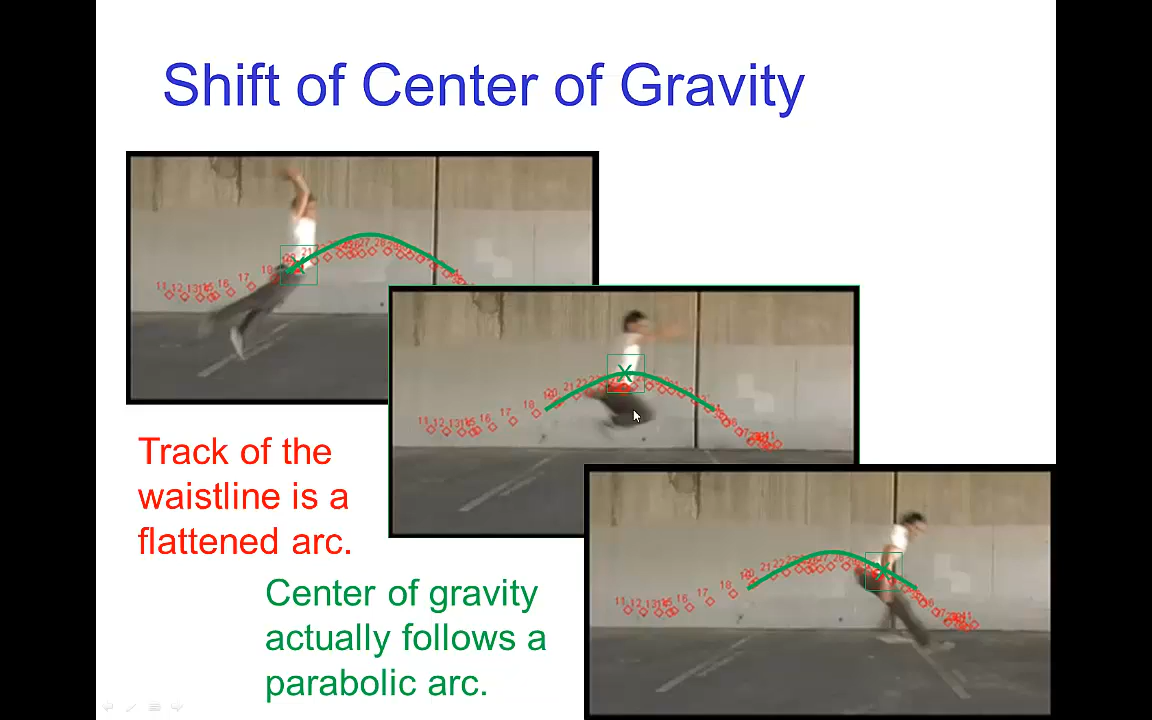 Shift of Center of Gravity
Track of the
waistline is a
flattened arc.
Center of gravity
actually follows a
parabolic arc.